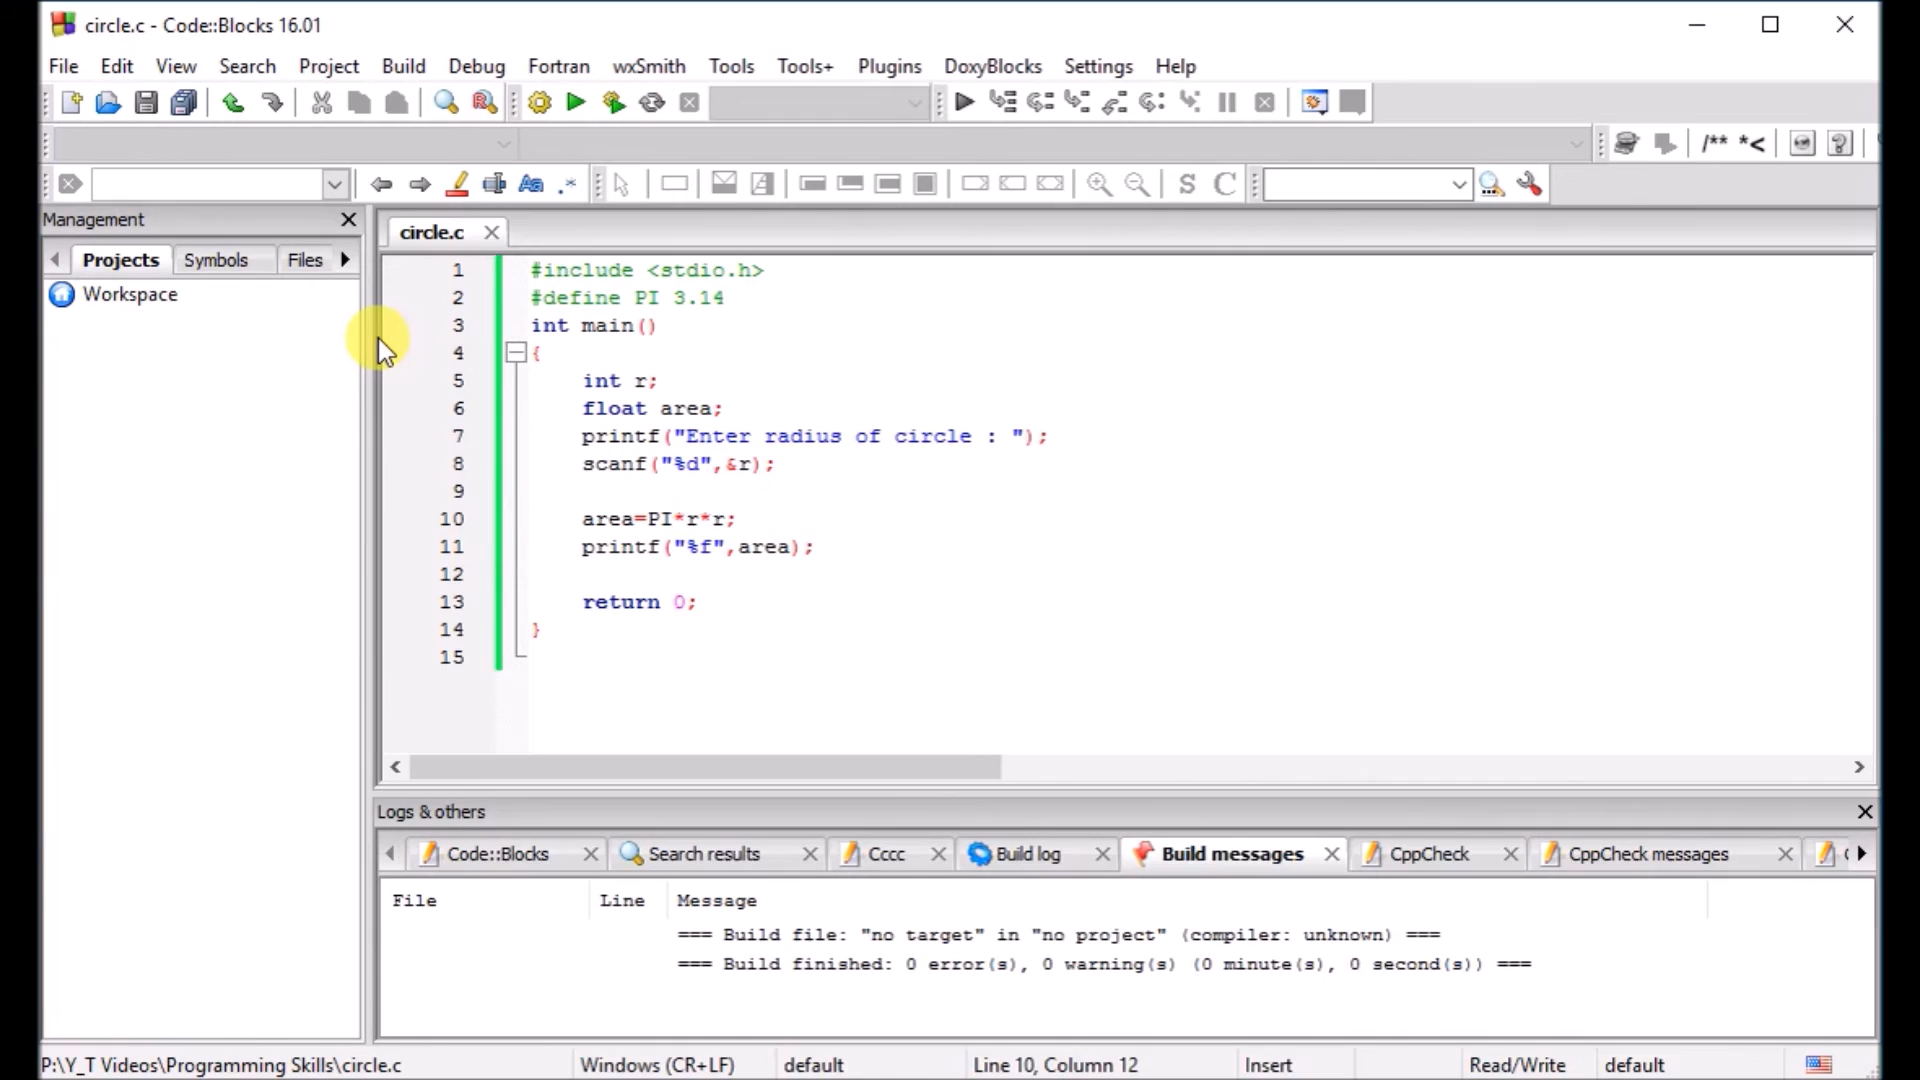 circle.c - Code::Blocks 16.01
File Edit View Search Project Build Debug Fortran wxSmith Tools Tools+ Plugins DoxyBlocks Settings Help
/** *<
S C
Management
Projects Symbols Files
Workspace
circle.c
1 #include <stdio.h>
2 #define PI 3.14
3 int main()
4 {
5 int r;
6 float area;
7 printf("Enter radius of circle : ");
8 scanf("%d",&r);
9
10 area=PI*r*r;
11 printf("%f",area);
12
13 return 0;
14 }
15
Logs & others
Code::Blocks Search results Cccc Build log Build messages CppCheck CppCheck messages
File Line Message
=== Build file: "no target" in "no project" (compiler: unknown) ===
=== Build finished: 0 error(s), 0 warning(s) (0 minute(s), 0 second(s)) ===
P:\Y_T Videos\Programming Skills\circle.c Windows (CR+LF) default Line 10, Column 12 Insert Read/Write default